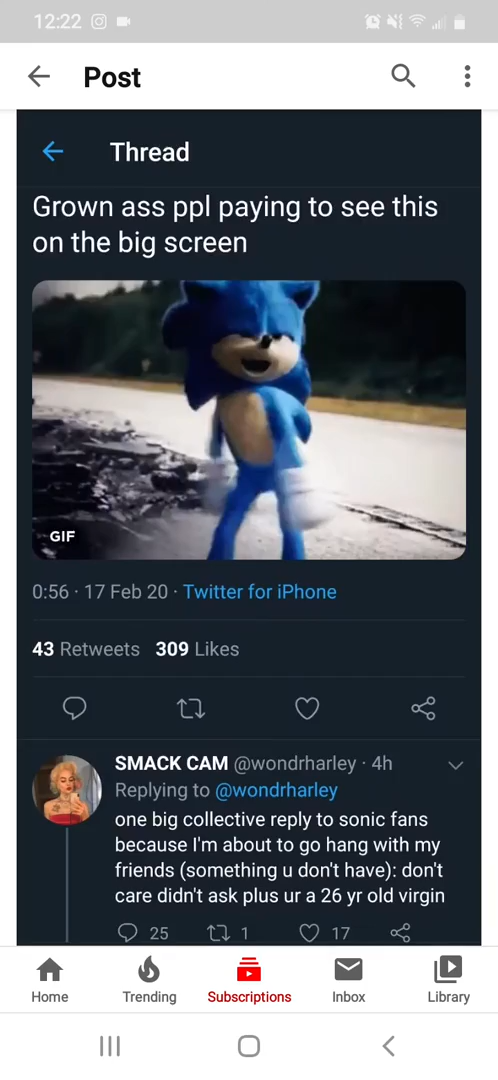 12:22
Post
Thread
Grown ass ppl paying to see this
on the big screen
GIF
0:56 · 17 Feb 20 · Twitter for iPhone
43 Retweets 309 Likes
SMACK CAM @wondrharley · 4h
Replying to @wondrharley
one big collective reply to sonic fans
because I'm about to go hang with my
friends (something u don't have): don't
care didn't ask plus ur a 26 yr old virgin
25 1 17
Home Trending Subscriptions Inbox Library